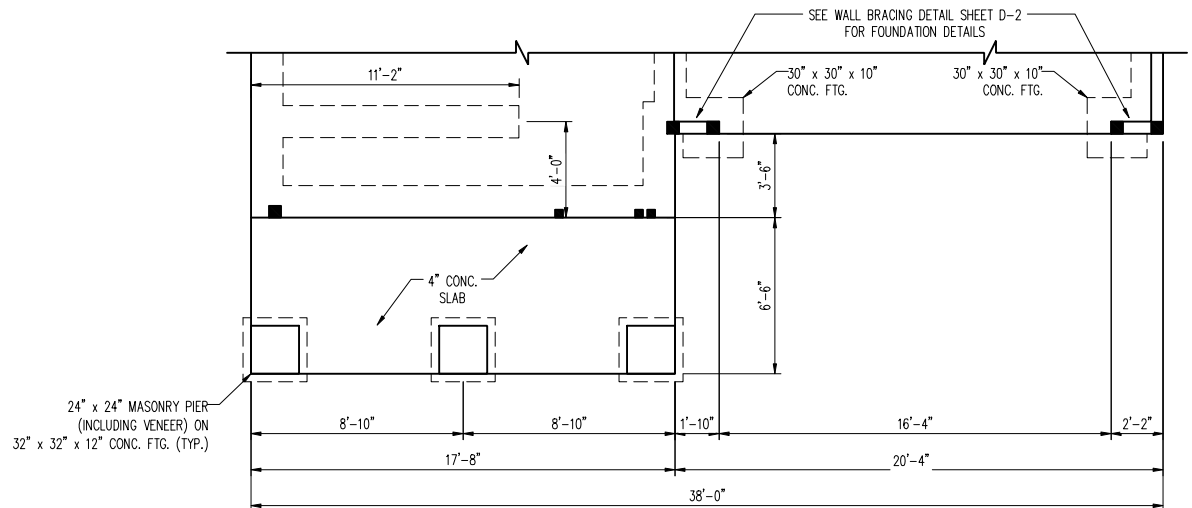 SEE WALL BRACING DETAIL SHEET D-2
FOR FOUNDATION DETAILS
11'-2"
30" x 30" x 10"
CONC. FTG.
30" x 30" x 10"
CONC. FTG.
4'-0"
3'-6"
4" CONC.
SLAB
6'-6"
24" x 24" MASONRY PIER
(INCLUDING VENEER) ON
32" x 32" x 12" CONC. FTG. (TYP.)
8'-10"
8'-10"
1'-10"
16'-4"
2'-2"
17'-8"
20'-4"
38'-0"